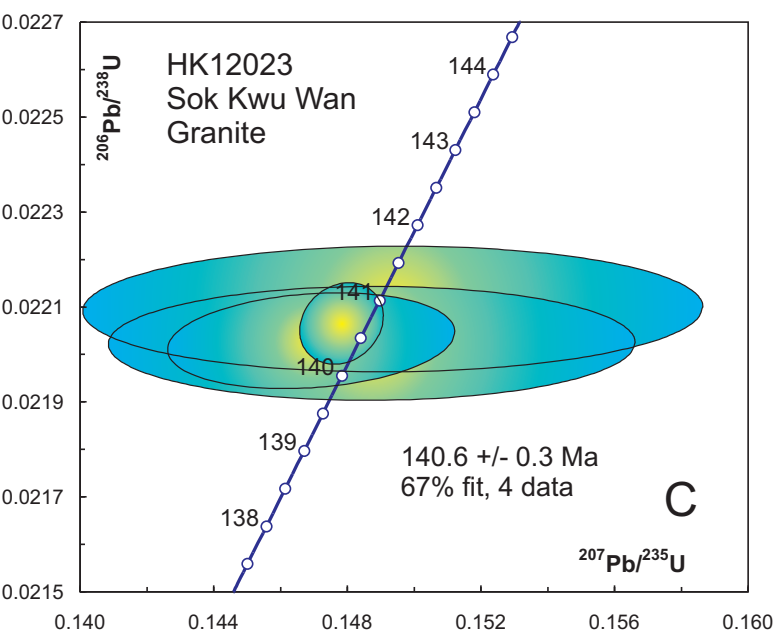 0.0227
0.0225
0.0223
0.0221
0.0219
0.0217
0.0215
206Pb/238U
HK12023
Sok Kwu Wan
Granite
144
143
142
141
140
139
138
140.6 +/- 0.3 Ma
67% fit, 4 data
C
207Pb/235U
0.140
0.144
0.148
0.152
0.156
0.160